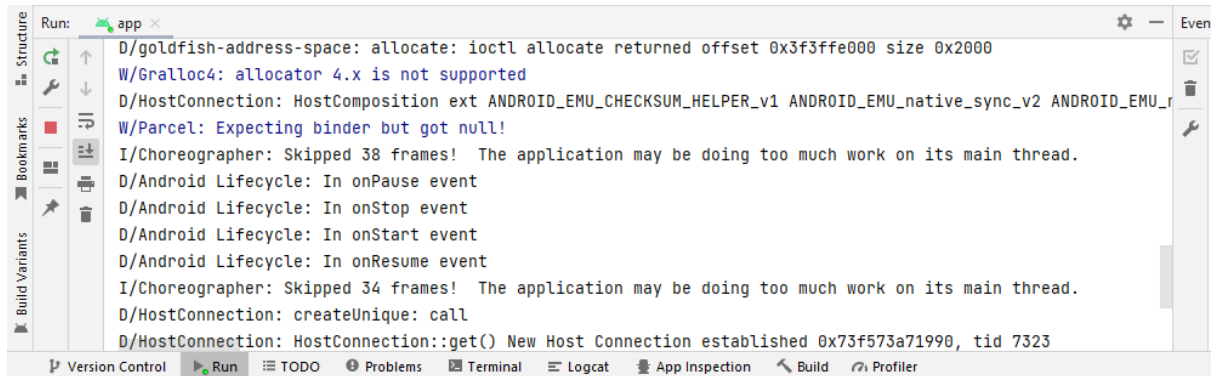 Structure
Bookmarks
Build Variants
Run: app
Even
D/goldfish-address-space: allocate: ioctl allocate returned offset 0x3f3ffe000 size 0x2000
W/Gralloc4: allocator 4.x is not supported
D/HostConnection: HostComposition ext ANDROID_EMU_CHECKSUM_HELPER_v1 ANDROID_EMU_native_sync_v2 ANDROID_EMU_
W/Parcel: Expecting binder but got null!
I/Choreographer: Skipped 38 frames!  The application may be doing too much work on its main thread.
D/Android Lifecycle: In onPause event
D/Android Lifecycle: In onStop event
D/Android Lifecycle: In onStart event
D/Android Lifecycle: In onResume event
I/Choreographer: Skipped 34 frames!  The application may be doing too much work on its main thread.
D/HostConnection: createUnique: call
D/HostConnection: HostConnection::get() New Host Connection established 0x73f573a71990, tid 7323
Version Control Run TODO Problems Terminal Logcat App Inspection Build Profiler